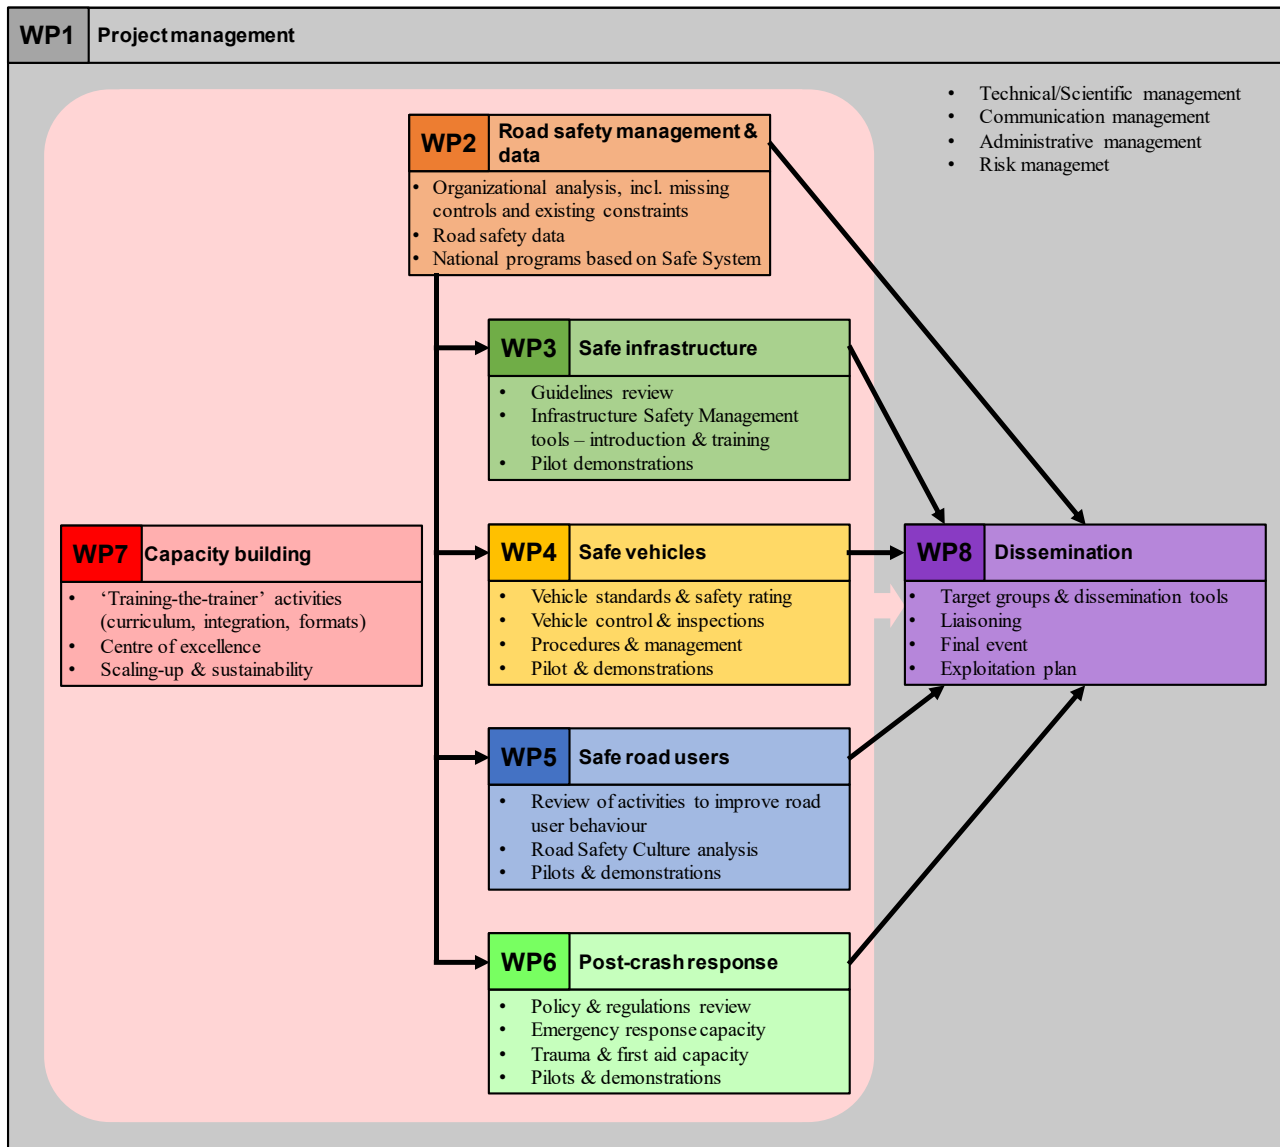 WP1 Project management
• Technical/Scientific management
• Communication management
• Administrative management
• Risk managemet
WP2 Road safety management &
data
• Organizational analysis, incl. missing
controls and existing constraints
• Road safety data
• National programs based on Safe System
WP3 Safe infrastructure
• Guidelines review
• Infrastructure Safety Management
tools – introduction & training
• Pilot demonstrations
WP7 Capacity building
• ‘Training-the-trainer’ activities
(curriculum, integration, formats)
• Centre of excellence
• Scaling-up & sustainability
WP4 Safe vehicles
• Vehicle standards & safety rating
• Vehicle control & inspections
• Procedures & management
• Pilot & demonstrations
WP8 Dissemination
• Target groups & dissemination tools
• Liaisoning
• Final event
• Exploitation plan
WP5 Safe road users
• Review of activities to improve road
user behaviour
• Road Safety Culture analysis
• Pilots & demonstrations
WP6 Post-crash response
• Policy & regulations review
• Emergency response capacity
• Trauma & first aid capacity
• Pilots & demonstrations